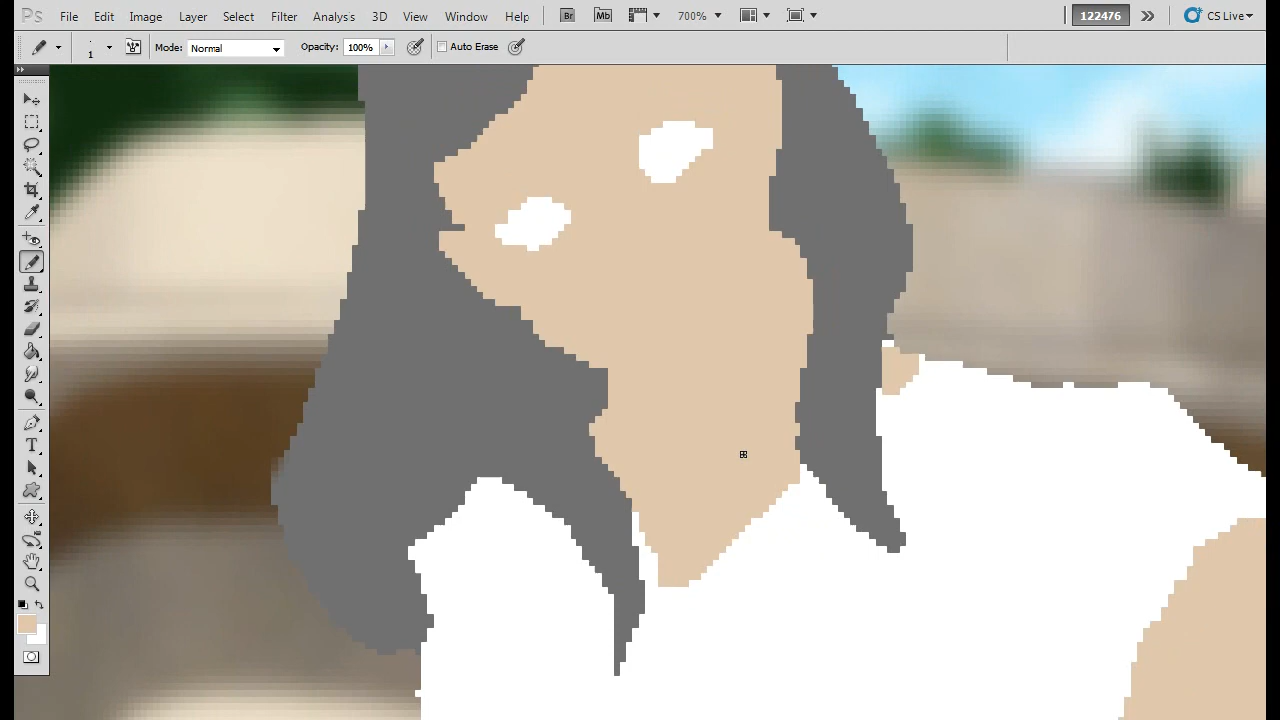 Ps File Edit Image Layer Select Filter Analysis 3D View Window Help Br Mb 700% 122476 CS Live
1 Mode: Normal Opacity: 100% Auto Erase
T